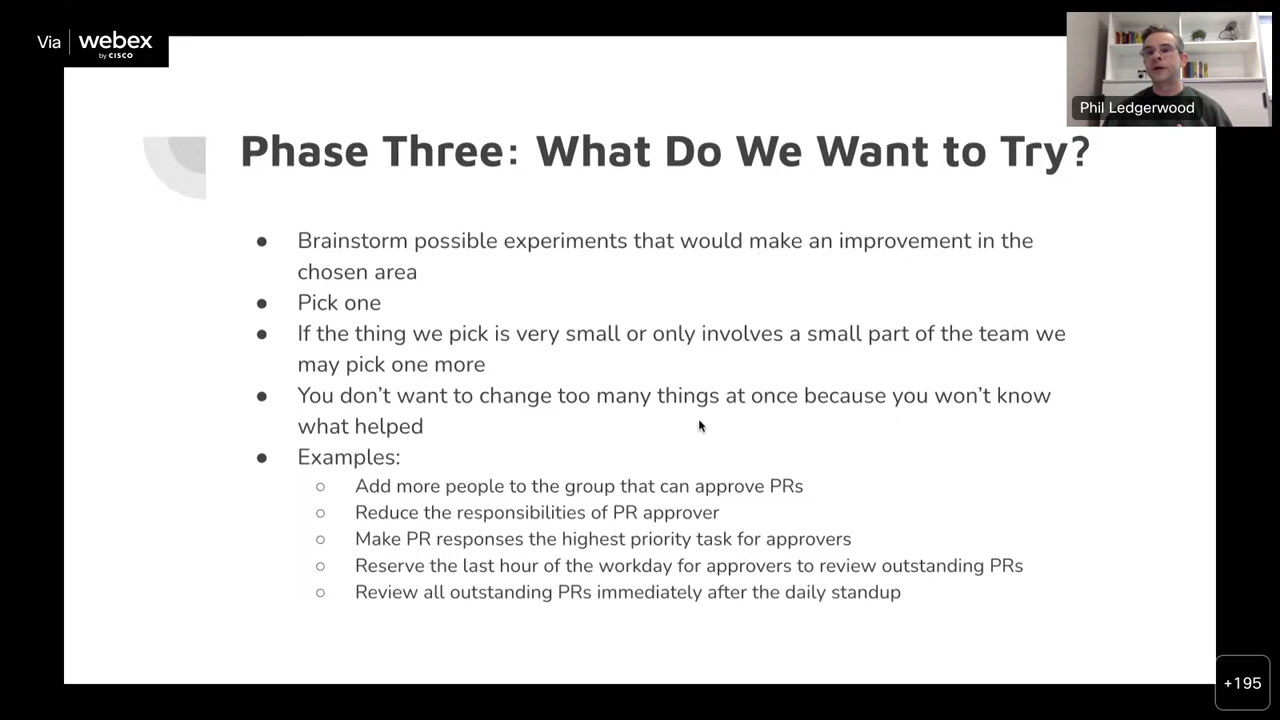 Via webex
by CISCO
Phil Ledgerwood
Phase Three: What Do We Want to Try?
● Brainstorm possible experiments that would make an improvement in the
chosen area
● Pick one
● If the thing we pick is very small or only involves a small part of the team we
may pick one more
● You don’t want to change too many things at once because you won’t know
what helped
● Examples:
○ Add more people to the group that can approve PRs
○ Reduce the responsibilities of PR approver
○ Make PR responses the highest priority task for approvers
○ Reserve the last hour of the workday for approvers to review outstanding PRs
○ Review all outstanding PRs immediately after the daily standup
+195